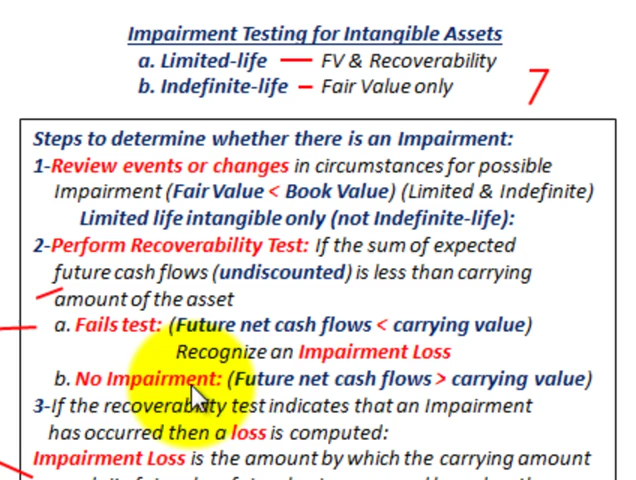 Impairment Testing for Intangible Assets
a. Limited-life — FV & Recoverability
b. Indefinite-life – Fair Value only
7
Steps to determine whether there is an Impairment:
1-Review events or changes in circumstances for possible
Impairment (Fair Value < Book Value) (Limited & Indefinite)
Limited life intangible only (not Indefinite-life):
2-Perform Recoverability Test: If the sum of expected
future cash flows (undiscounted) is less than carrying
amount of the asset
a. Fails test: (Future net cash flows < carrying value)
Recognize an Impairment Loss
b. No Impairment: (Future net cash flows > carrying value)
3-If the recoverability test indicates that an Impairment
has occurred then a loss is computed:
Impairment Loss is the amount by which the carrying amount